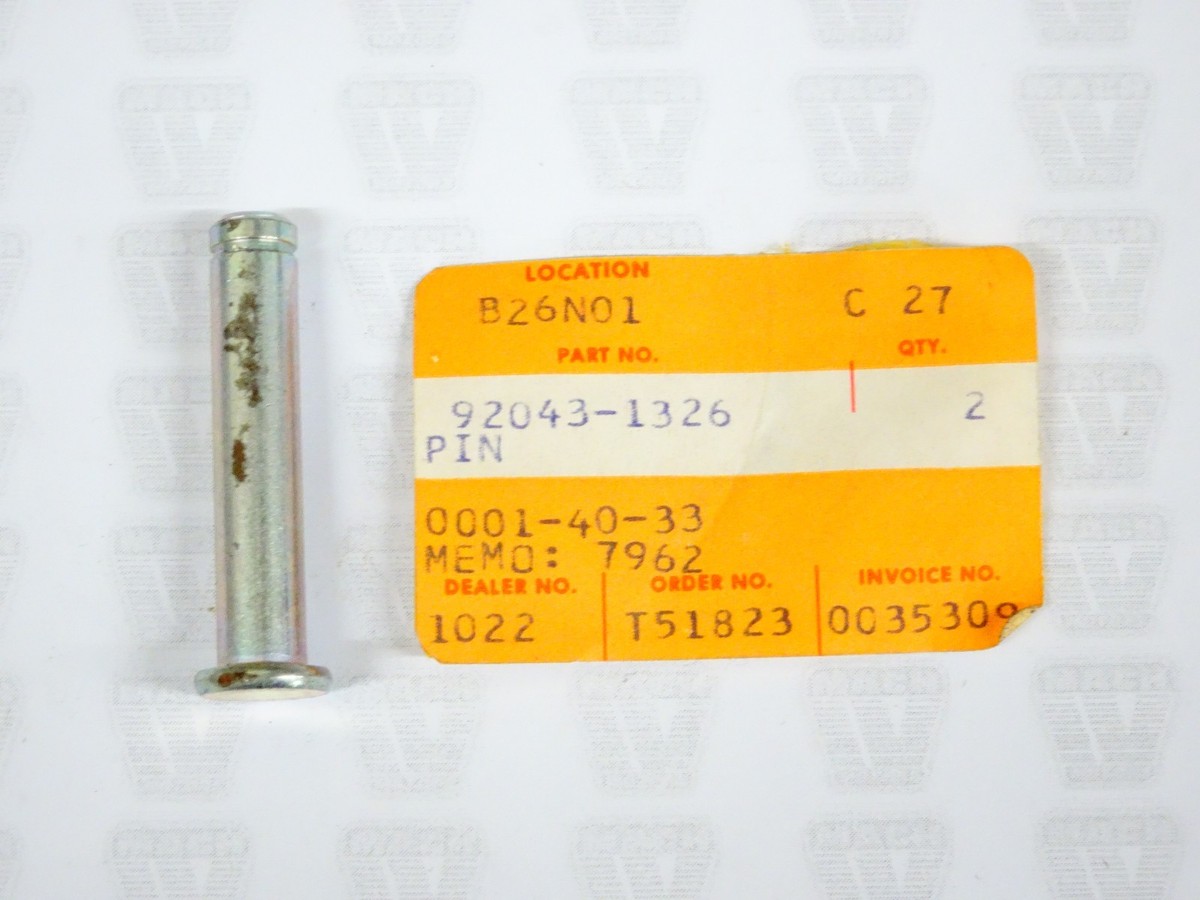 LOCATION
B26N01 C 27
PART NO. QTY.
92043-1326 2
PIN
0001-40-33
MEMO: 7962
DEALER NO. ORDER NO. INVOICE NO.
1022 T51823 0035309